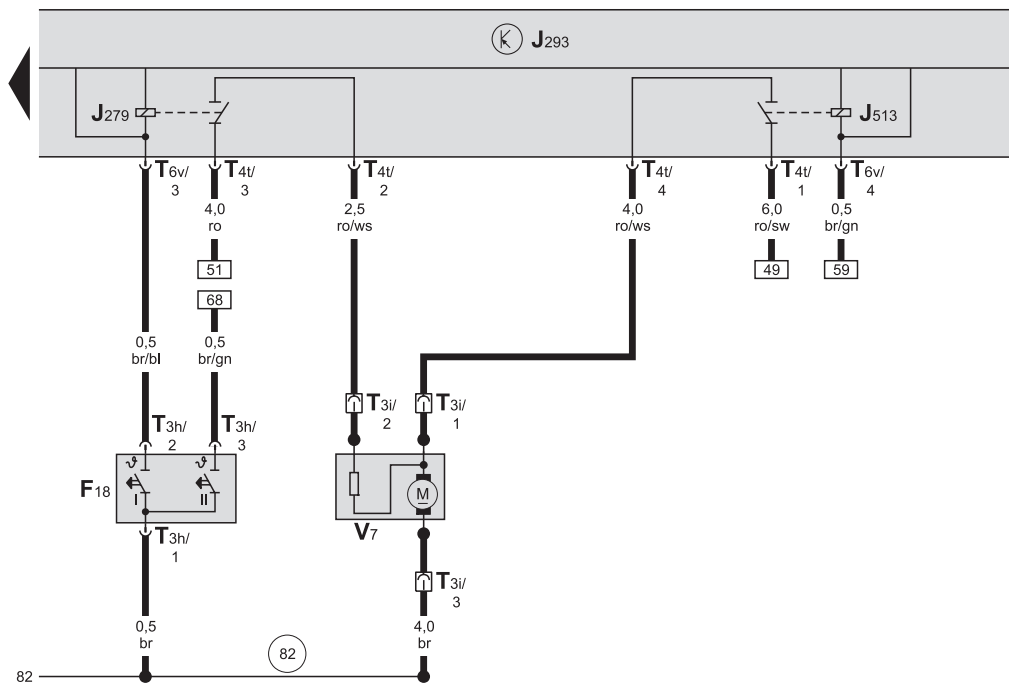 J293
J279
J513
T6v/
3
T4t/
3
T4t/
2
T4t/
4
T4t/
1
T6v/
4
4,0
ro
2,5
ro/ws
4,0
ro/ws
6,0
ro/sw
0,5
br/gn
51
49
59
68
0,5
br/bl
0,5
br/gn
T3i/
2
T3i/
1
T3h/
2
T3h/
3
ϑ
ϑ
F18
I
II
M
V7
T3h/
1
T3i/
3
0,5
br
4,0
br
82
82